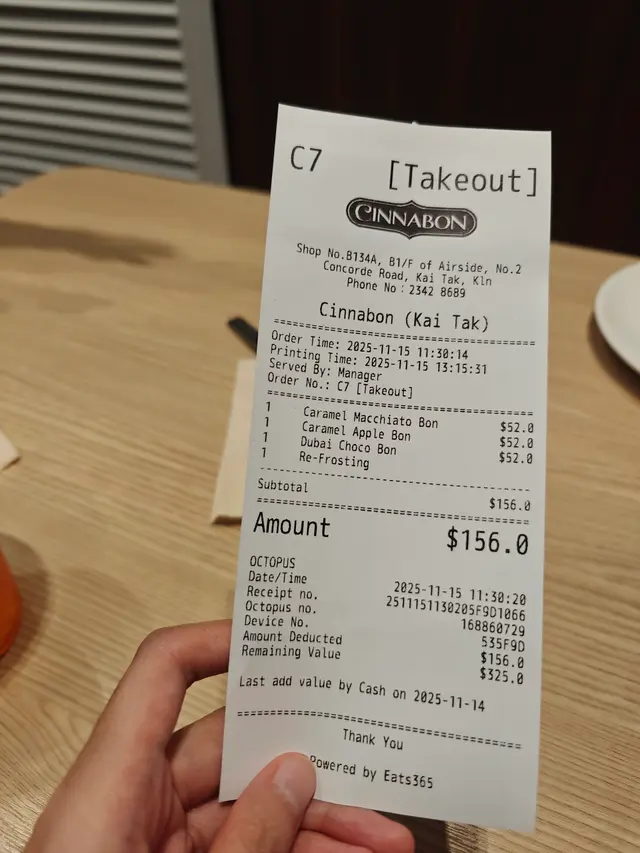 C7 [Takeout]
CINNABON
Shop No.B134A, B1/F of Airside, No.2
Concorde Road, Kai Tak, Kln
Phone No : 2342 8689
Cinnabon (Kai Tak)
Order Time: 2025-11-15 11:30:14
Printing Time: 2025-11-15 13:15:31
Served By: Manager
Order No.: C7 [Takeout]
1 Caramel Macchiato Bon $52.0
1 Caramel Apple Bon $52.0
1 Dubai Choco Bon $52.0
1 Re-Frosting
Subtotal $156.0
Amount $156.0
OCTOPUS
Date/Time 2025-11-15 11:30:20
Receipt no. 2511151130205F9D1066
Octopus no. 168860729
Device No. 535F9D
Amount Deducted $156.0
Remaining Value $325.0
Last add value by Cash on 2025-11-14
Thank You
Powered by Eats365